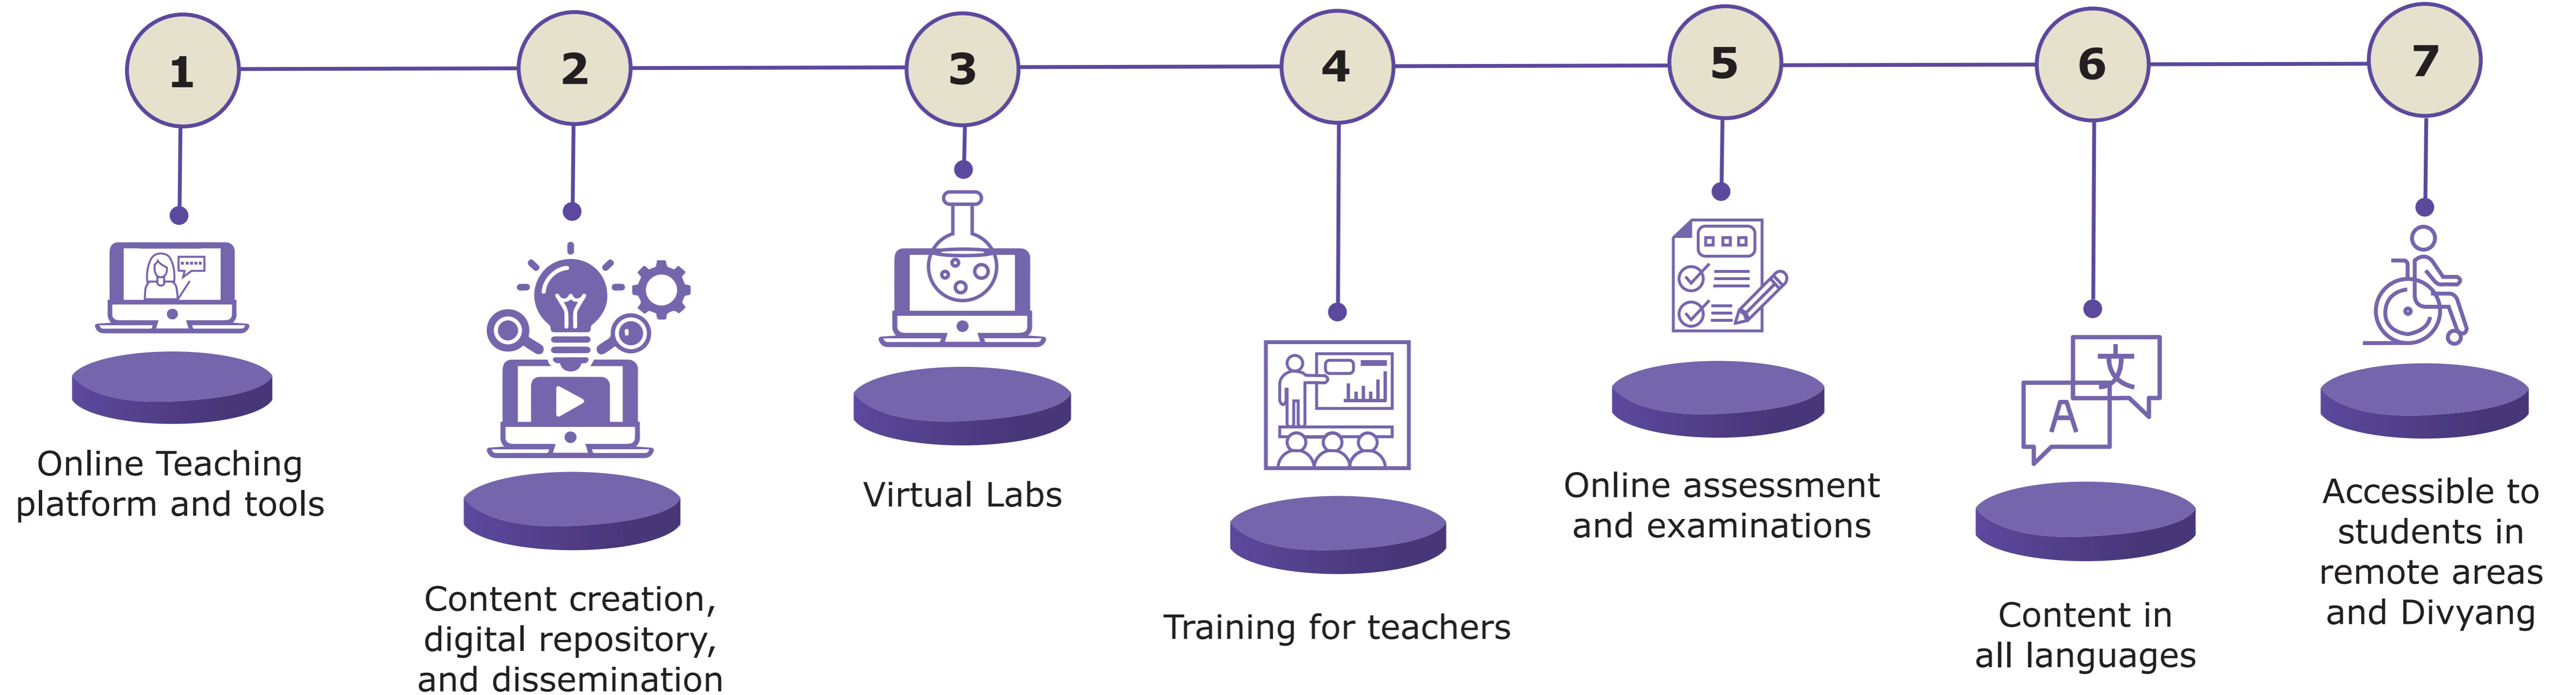 1
2
3
4
5
6
7
Online Teaching
platform and tools
Content creation,
digital repository,
and dissemination
Virtual Labs
Training for teachers
Online assessment
and examinations
文
A
Content in
all languages
Accessible to
students in
remote areas
and Divyang